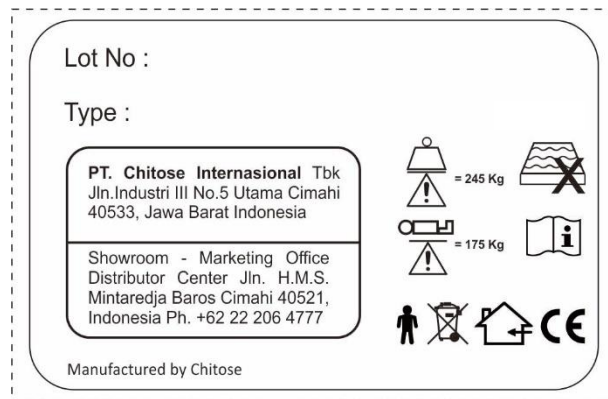 Lot No :
Type :
PT. Chitose Internasional Tbk
Jln.Industri III No.5 Utama Cimahi
40533, Jawa Barat Indonesia
Showroom - Marketing Office
Distributor Center Jln. H.M.S.
Mintaredja Baros Cimahi 40521,
Indonesia Ph. +62 22 206 4777
Manufactured by Chitose
= 245 Kg
= 175 Kg
i
CE